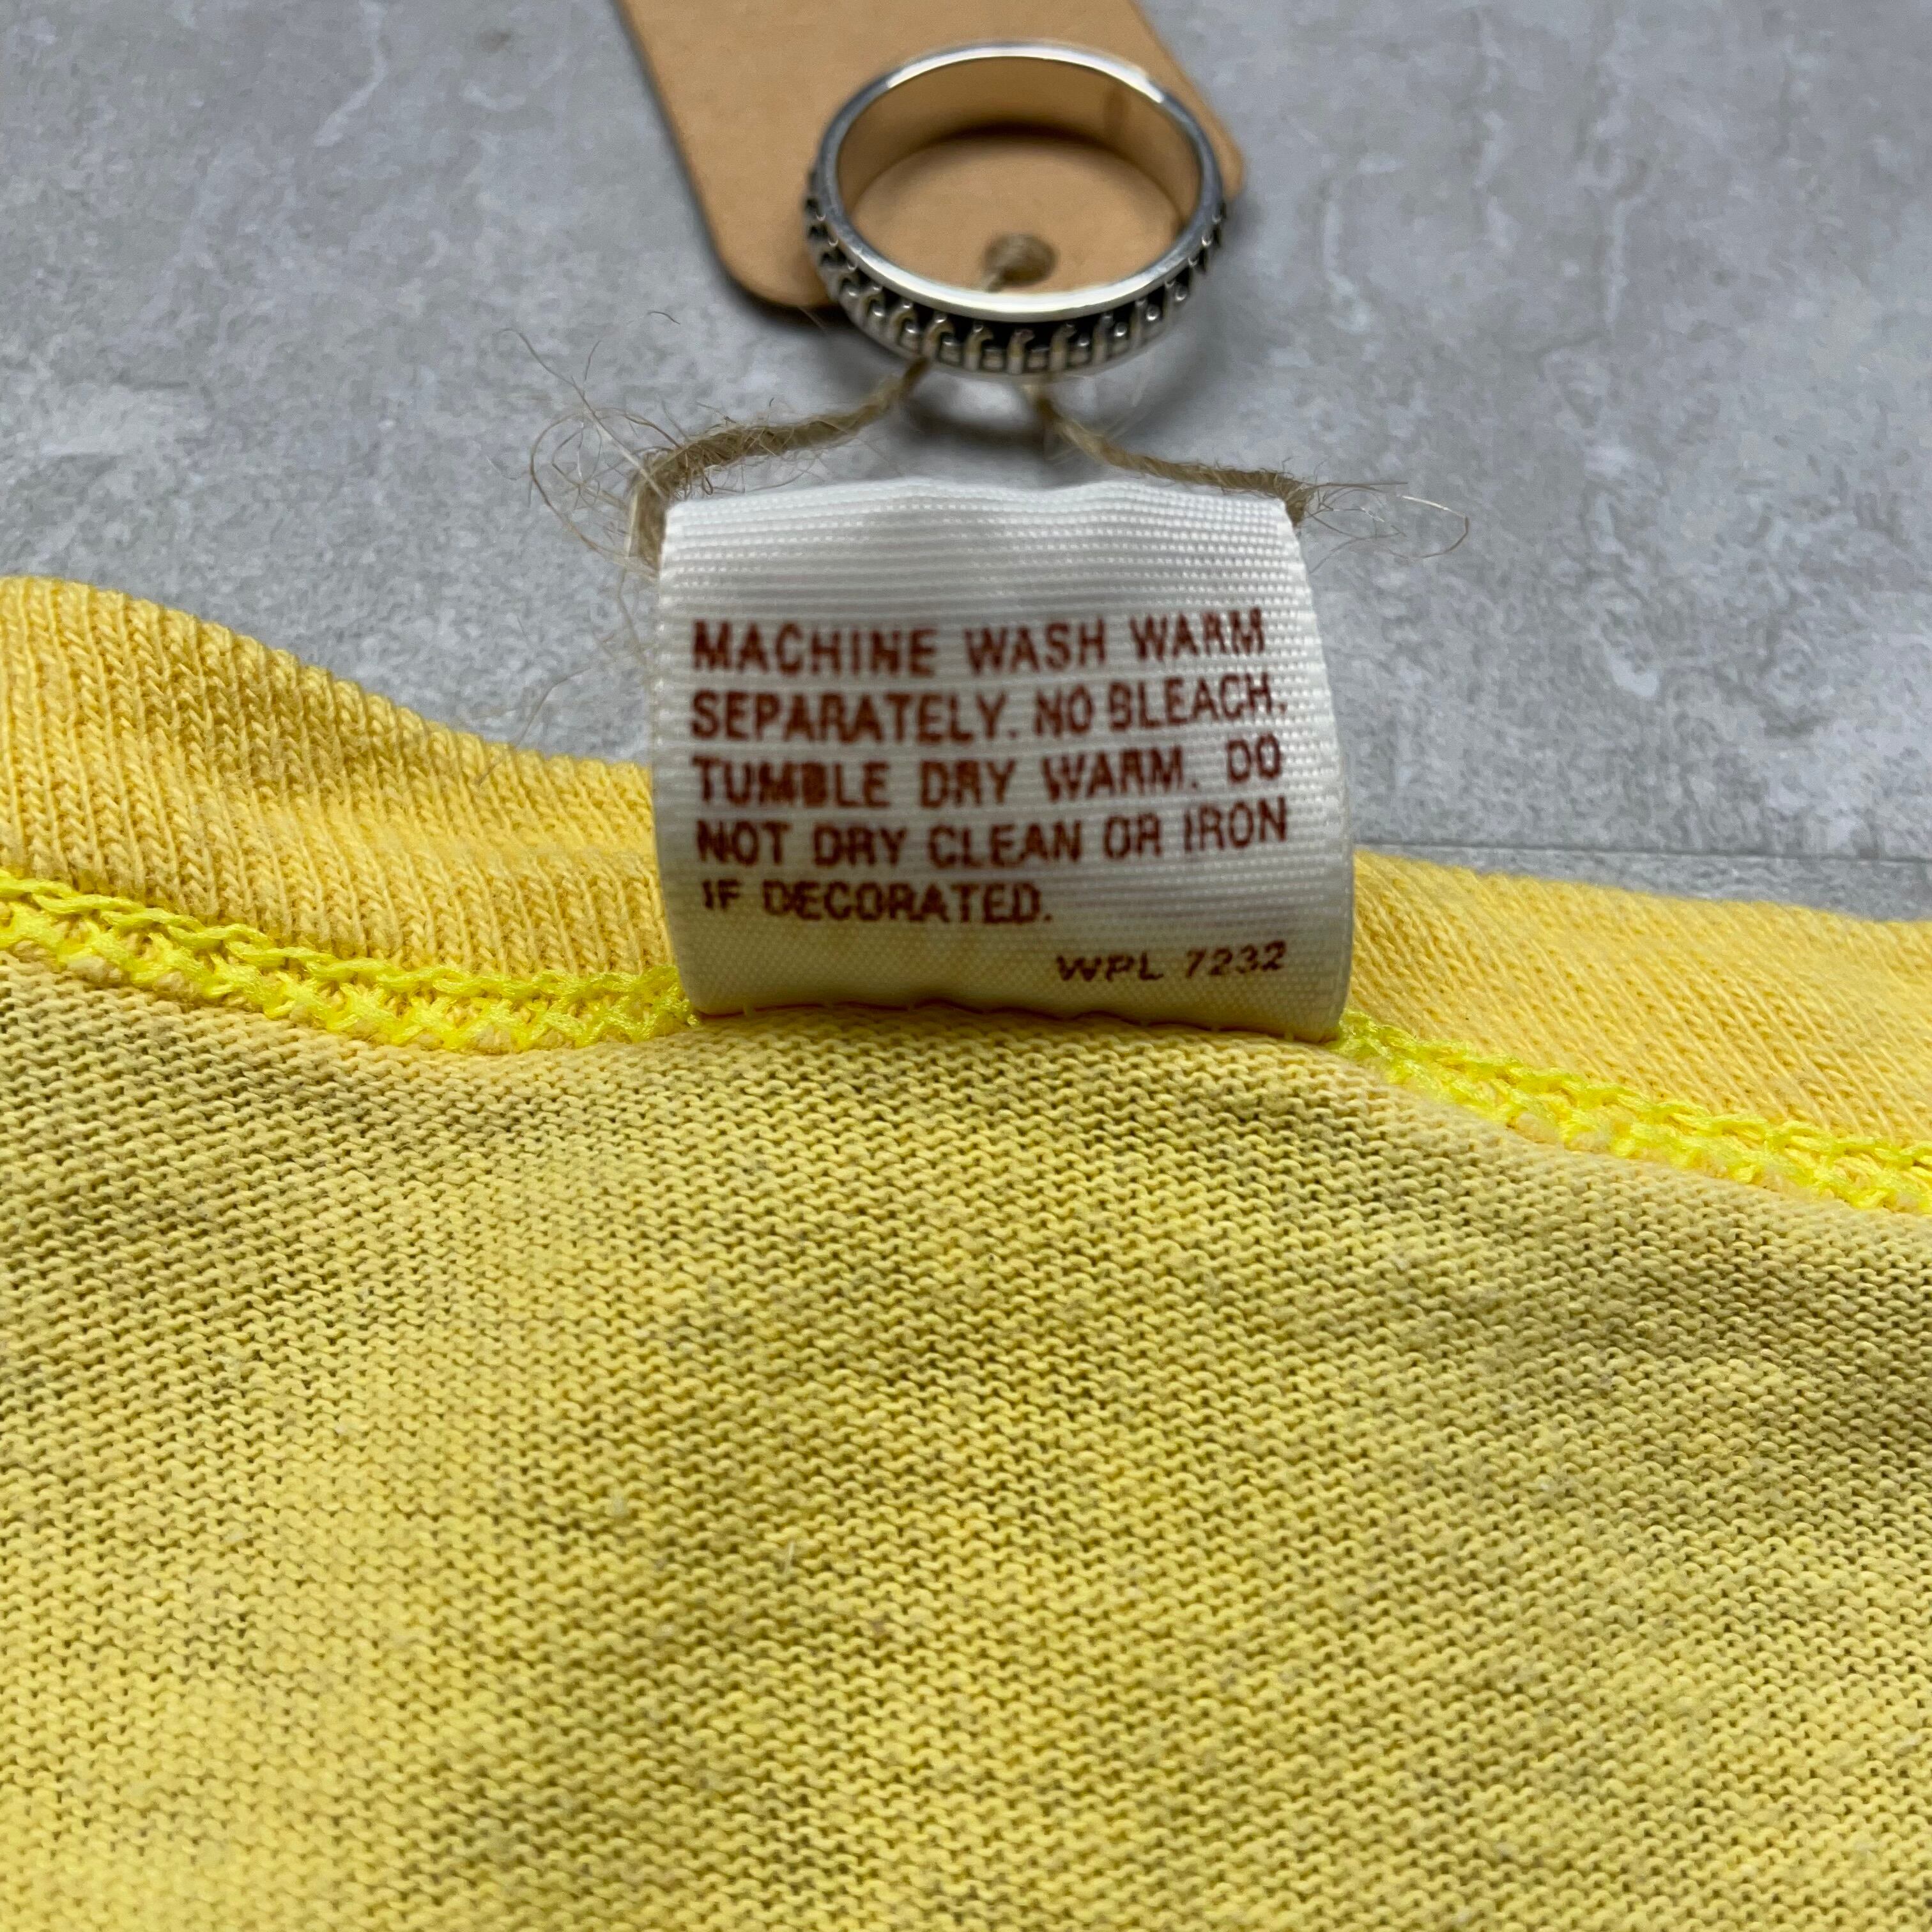 MACHINE WASH WARM
SEPARATELY. NO BLEACH.
TUMBLE DRY WARM. DO
NOT DRY CLEAN OR IRON
IF DECORATED.
WPL 7232